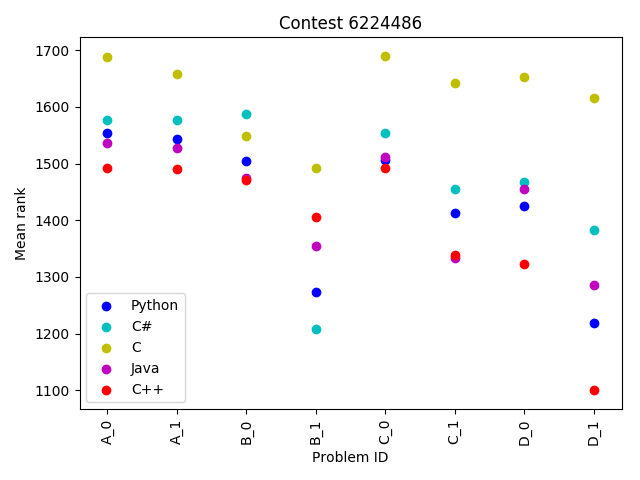 Contest 6224486
1700
1600
1500
1400
1300
1200
1100
Mean rank
Python
C#
C
Java
C++
A_0
A_1
B_0
B_1
C_0
C_1
D_0
D_1
Problem ID